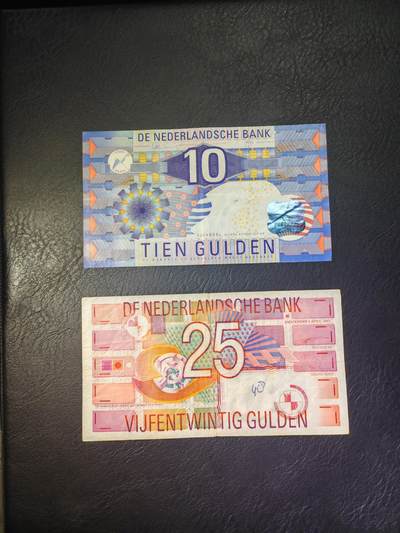 DE NEDERLANDSCHE BANK
10
TIEN GULDEN
DE NEDERLANDSCHE BANK
25
VIJFENTWINTIG GULDEN